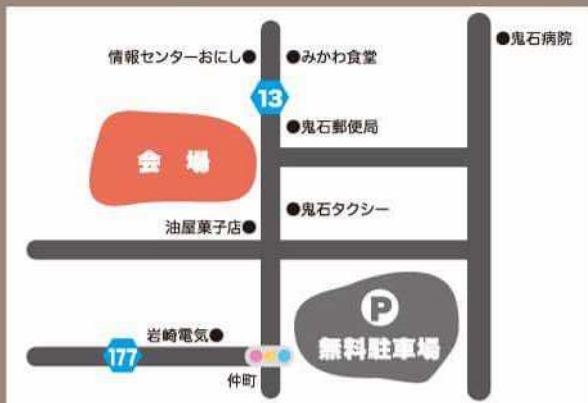 ●鬼石病院
情報センターおにし●
●みかわ食堂
13
●鬼石郵便局
会 場
●鬼石タクシー
油屋菓子店●
P
無料駐車場
岩崎電気●
177
仲町